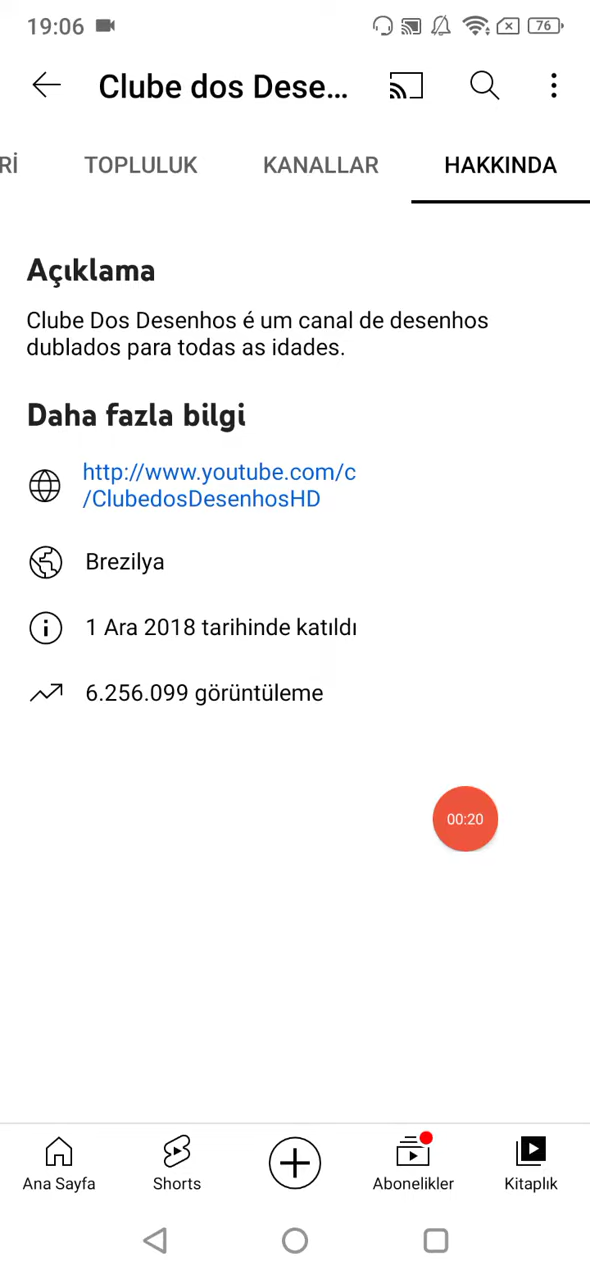 19:06
76
Clube dos Dese...
Rİ TOPLULUK KANALLAR HAKKINDA
Açıklama
Clube Dos Desenhos é um canal de desenhos
dublados para todas as idades.
Daha fazla bilgi
http://www.youtube.com/c
/ClubedosDesenhosHD
Brezilya
1 Ara 2018 tarihinde katıldı
6.256.099 görüntüleme
00:20
Ana Sayfa Shorts Abonelikler Kitaplık